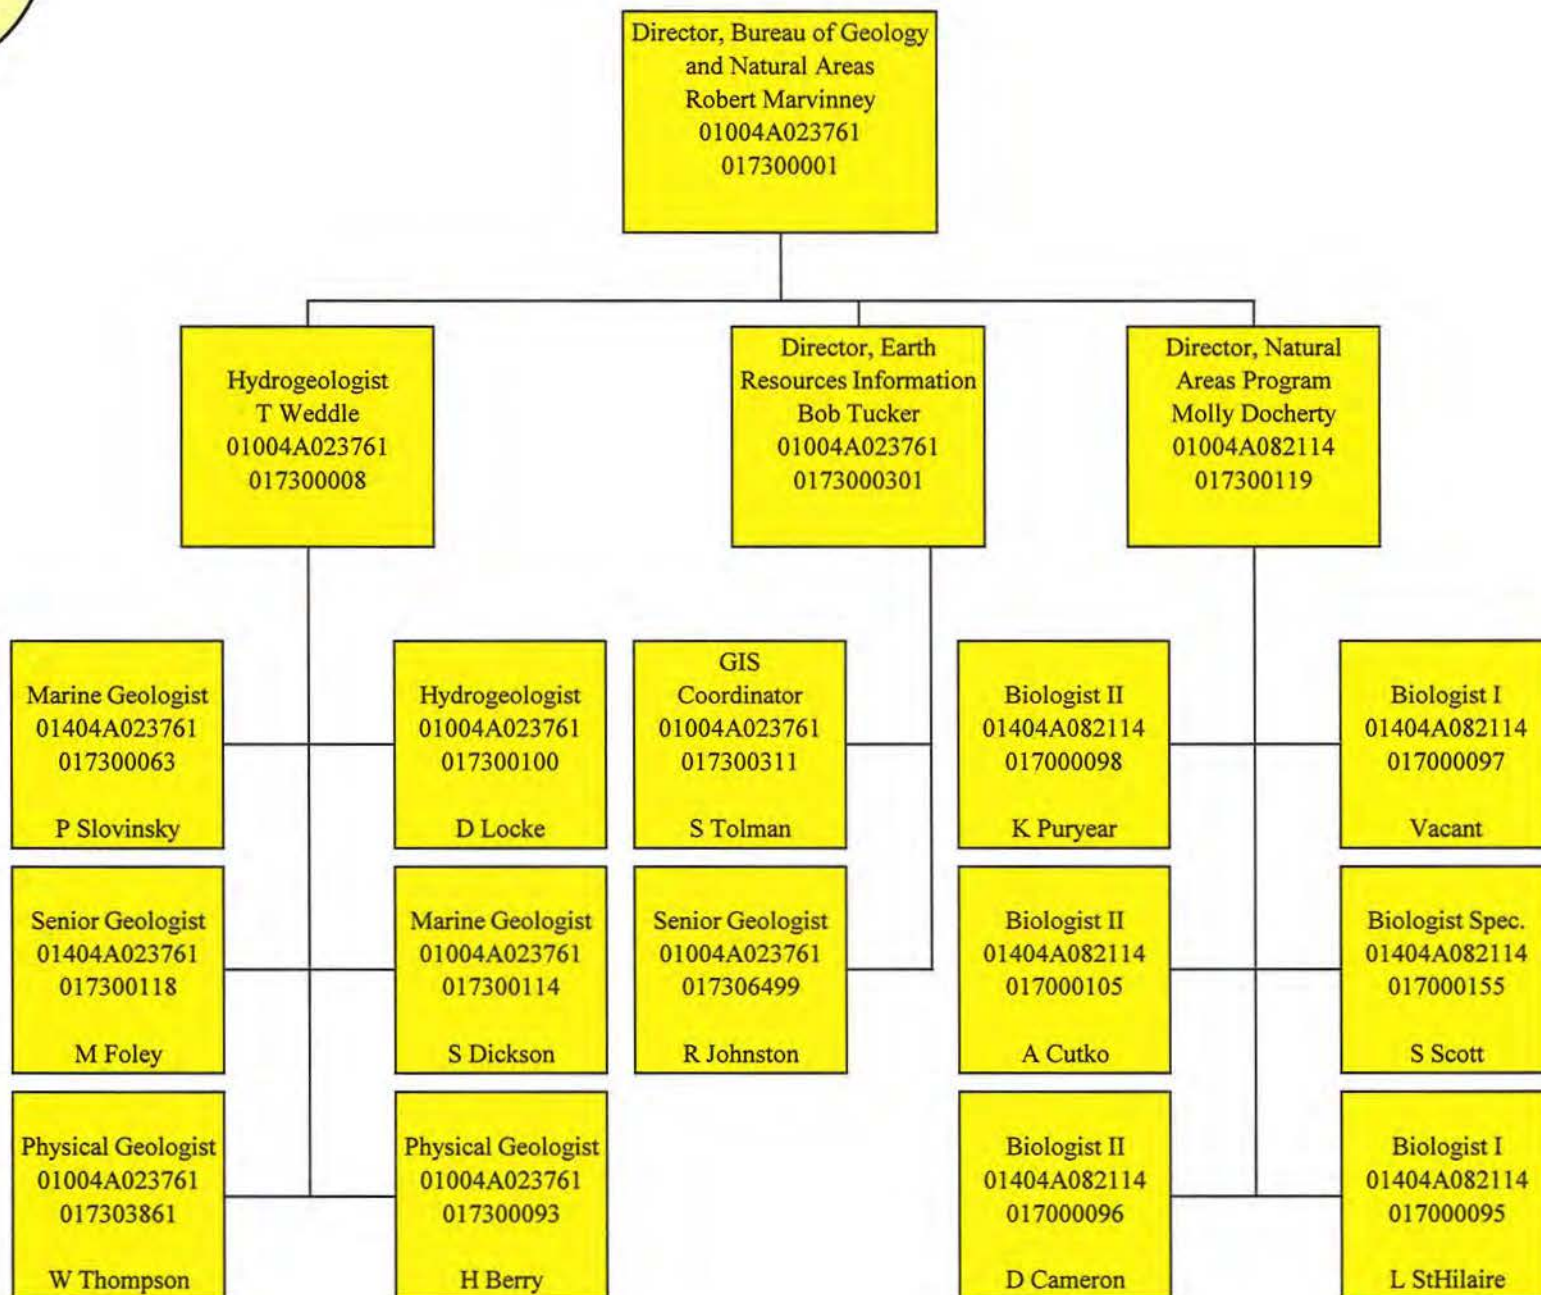 Director, Bureau of Geology
and Natural Areas
Robert Marvinney
01004A023761
017300001
Hydrogeologist
T Weddle
01004A023761
017300008
Director, Earth
Resources Information
Bob Tucker
01004A023761
0173000301
Director, Natural
Areas Program
Molly Docherty
01004A082114
017300119
Marine Geologist
01404A023761
017300063
P Slovinsky
Hydrogeologist
01004A023761
017300100
D Locke
GIS
Coordinator
01004A023761
017300311
S Tolman
Biologist II
01404A082114
017000098
K Puryear
Biologist I
01404A082114
017000097
Vacant
Senior Geologist
01404A023761
017300118
M Foley
Marine Geologist
01004A023761
017300114
S Dickson
Senior Geologist
01004A023761
017306499
R Johnston
Biologist II
01404A082114
017000105
A Cutko
Biologist Spec.
01404A082114
017000155
S Scott
Physical Geologist
01004A023761
017303861
W Thompson
Physical Geologist
01004A023761
017300093
H Berry
Biologist II
01404A082114
017000096
D Cameron
Biologist I
01404A082114
017000095
L StHilaire